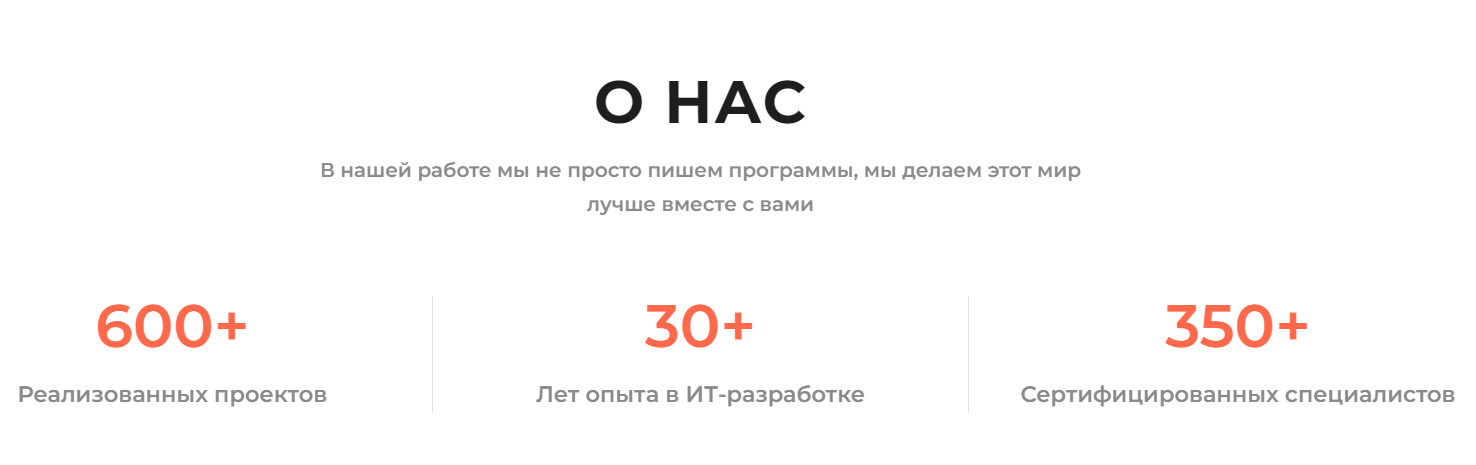 О НАС
В нашей работе мы не просто пишем программы, мы делаем этот мир
лучше вместе с вами
600+
Реализованных проектов
30+
Лет опыта в ИТ-разработке
350+
Сертифицированных специалистов